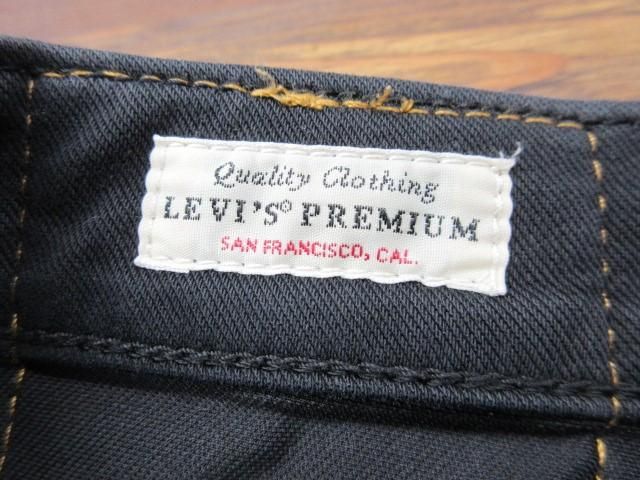 Quality Clothing
LEVI'S® PREMIUM
SAN FRANCISCO, CAL.